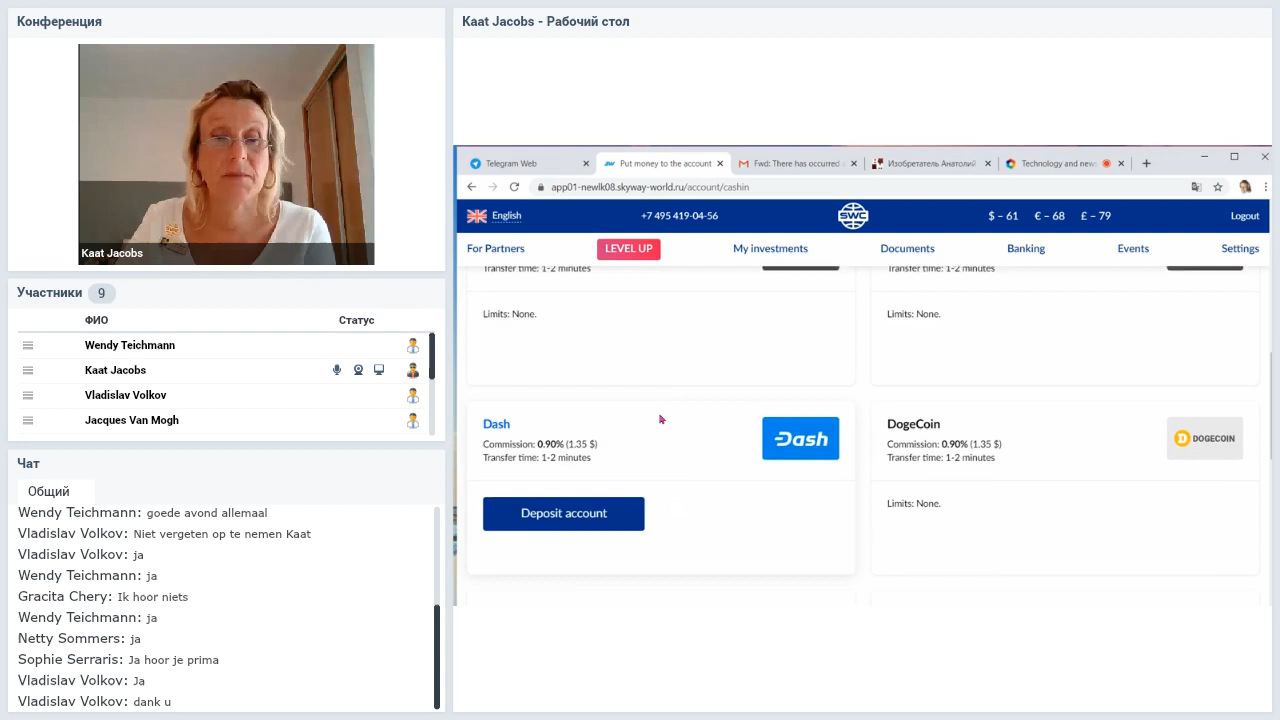 Конференция
Kaat Jacobs
Участники 9
ФИО Статус
Wendy Teichmann
Kaat Jacobs
Vladislav Volkov
Jacques Van Mogh
Чат
Общий
Wendy Teichmann: goede avond allemaal
Vladislav Volkov: Niet vergeten op te nemen Kaat
Vladislav Volkov: ja
Wendy Teichmann: ja
Gracita Chery: Ik hoor niets
Wendy Teichmann: ja
Netty Sommers: ja
Sophie Serraris: Ja hoor je prima
Vladislav Volkov: Ja
Vladislav Volkov: dank u
Kaat Jacobs - Рабочий стол
Telegram Web
Put money to the account
Fwd: There has occurred
Изобретатель Анатолий
Technology and new
app01-newlk08.skyway-world.ru/account/cashin
English +7 495 419-04-56 SWC $ – 61 € – 68 £ – 79 Logout
For Partners LEVEL UP My investments Documents Banking Events Settings
Transfer time: 1-2 minutes
Limits: None.
Transfer time: 1-2 minutes
Limits: None.
Dash
Commission: 0.90% (1.35 $)
Transfer time: 1-2 minutes
Dash
Deposit account
DogeCoin
Commission: 0.90% (1.35 $)
Transfer time: 1-2 minutes
DOGECOIN
Limits: None.